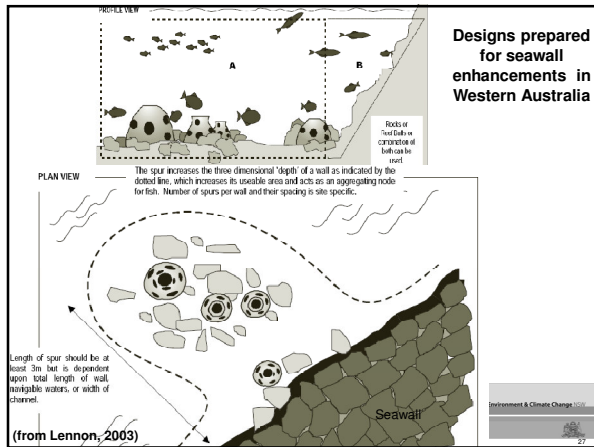 PROFILE VIEW
Designs prepared
for seawall
enhancements in
Western Australia
A
B
Rocks or
Reef Balls or
combination of
both can be
used.
The spur increases the three dimensional 'depth' of a wall as indicated by the
dotted line, which increases its useable area and acts as an aggregating node
for fish. Number of spurs per wall and their spacing is site specific.
PLAN VIEW
Length of spur should be at
least 3m but is dependent
upon total length of wall,
navigable waters, or width of
channel.
Seawall
(from Lennon, 2003)
Environment & Climate Change NSW
27